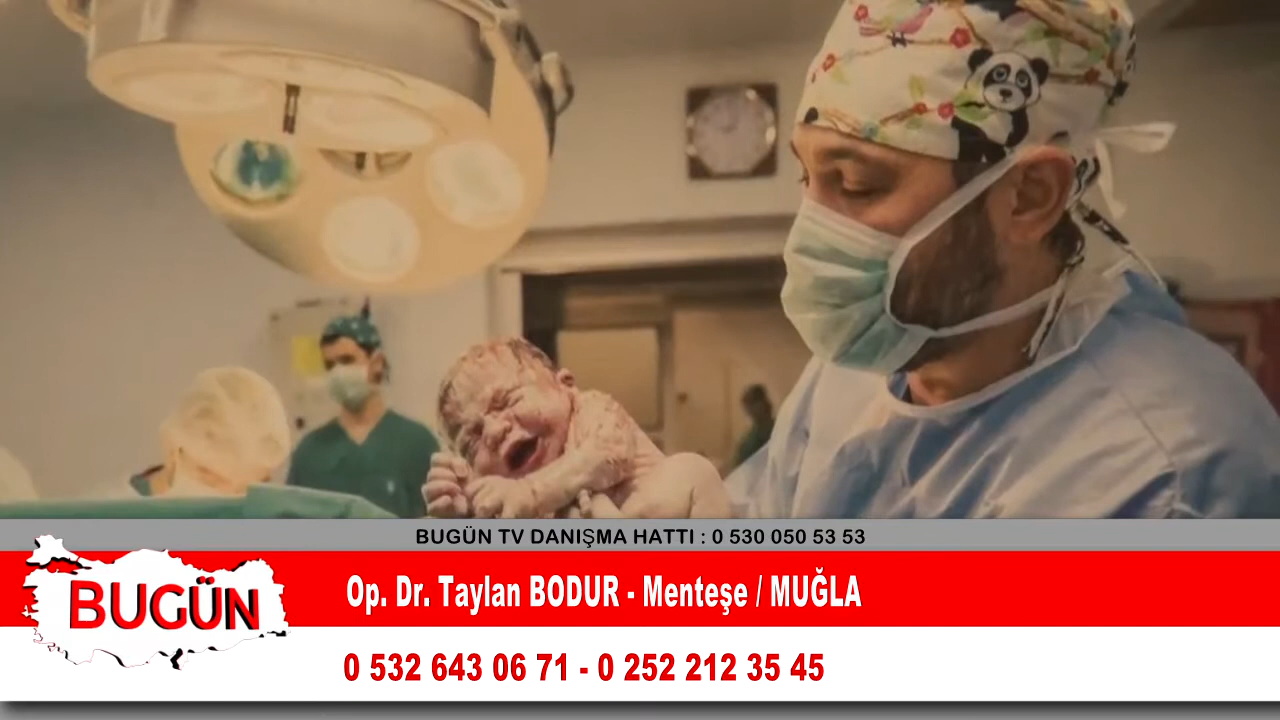 BUGÜN TV DANIŞMA HATTI : 0 530 050 53 53
BUGÜN
Op. Dr. Taylan BODUR - Menteşe / MUĞLA
0 532 643 06 71 - 0 252 212 35 45